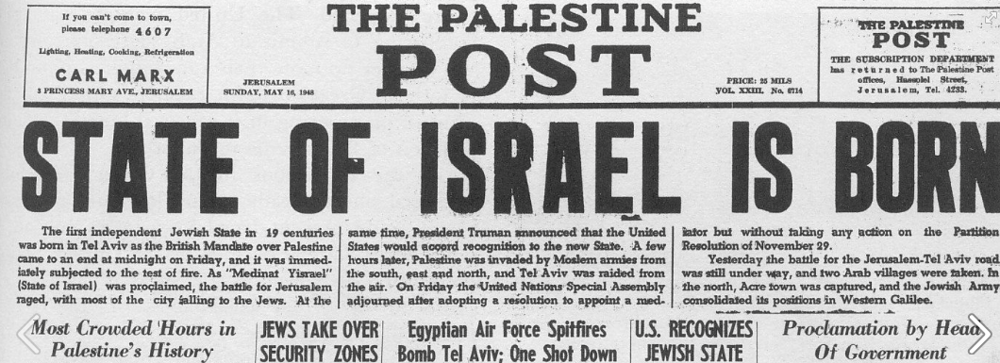 If you can't come to town,
please telephone 4607
Lighting, Heating, Cooking, Refrigeration
CARL MARX
3 PRINCESS MARY AVE., JERUSALEM
THE PALESTINE
POST
JERUSALEM
SUNDAY, MAY 16, 1948
PRICE: 25 MILS
VOL. XXIII. No. 6714
THE PALESTINE
POST
THE SUBSCRIPTION DEPARTMENT
has returned to The Palestine Post
offices, Hassolel Street,
Jerusalem, Tel. 4233.
STATE OF ISRAEL IS BORN
The first independent Jewish State in 19 centuries
was born in Tel Aviv as the British Mandate over Palestine
came to an end at midnight on Friday, and it was immed-
iately subjected to the test of fire. As "Medinat Yisrael"
(State of Israel) was proclaimed, the battle for Jerusalem
raged, with most of the city falling to the Jews. At the
same time, President Truman announced that the United
States would accord recognition to the new State. A few
hours later, Palestine was invaded by Moslem armies from
the south, east and north, and Tel Aviv was raided from
the air. On Friday the United Nations Special Assembly
adjourned after adopting a resolution to appoint a med-
iator but without taking any action on the Partition
Resolution of November 29.
Yesterday the battle for the Jerusalem-Tel Aviv road
was still under way, and two Arab villages were taken. In
the north, Acre town was captured, and the Jewish Army
consolidated its positions in Western Galilee.
Most Crowded Hours in
Palestine's History
JEWS TAKE OVER
SECURITY ZONES
Egyptian Air Force Spitfires
Bomb Tel Aviv; One Shot Down
U.S. RECOGNIZES
JEWISH STATE
Proclamation by Head
Of Government